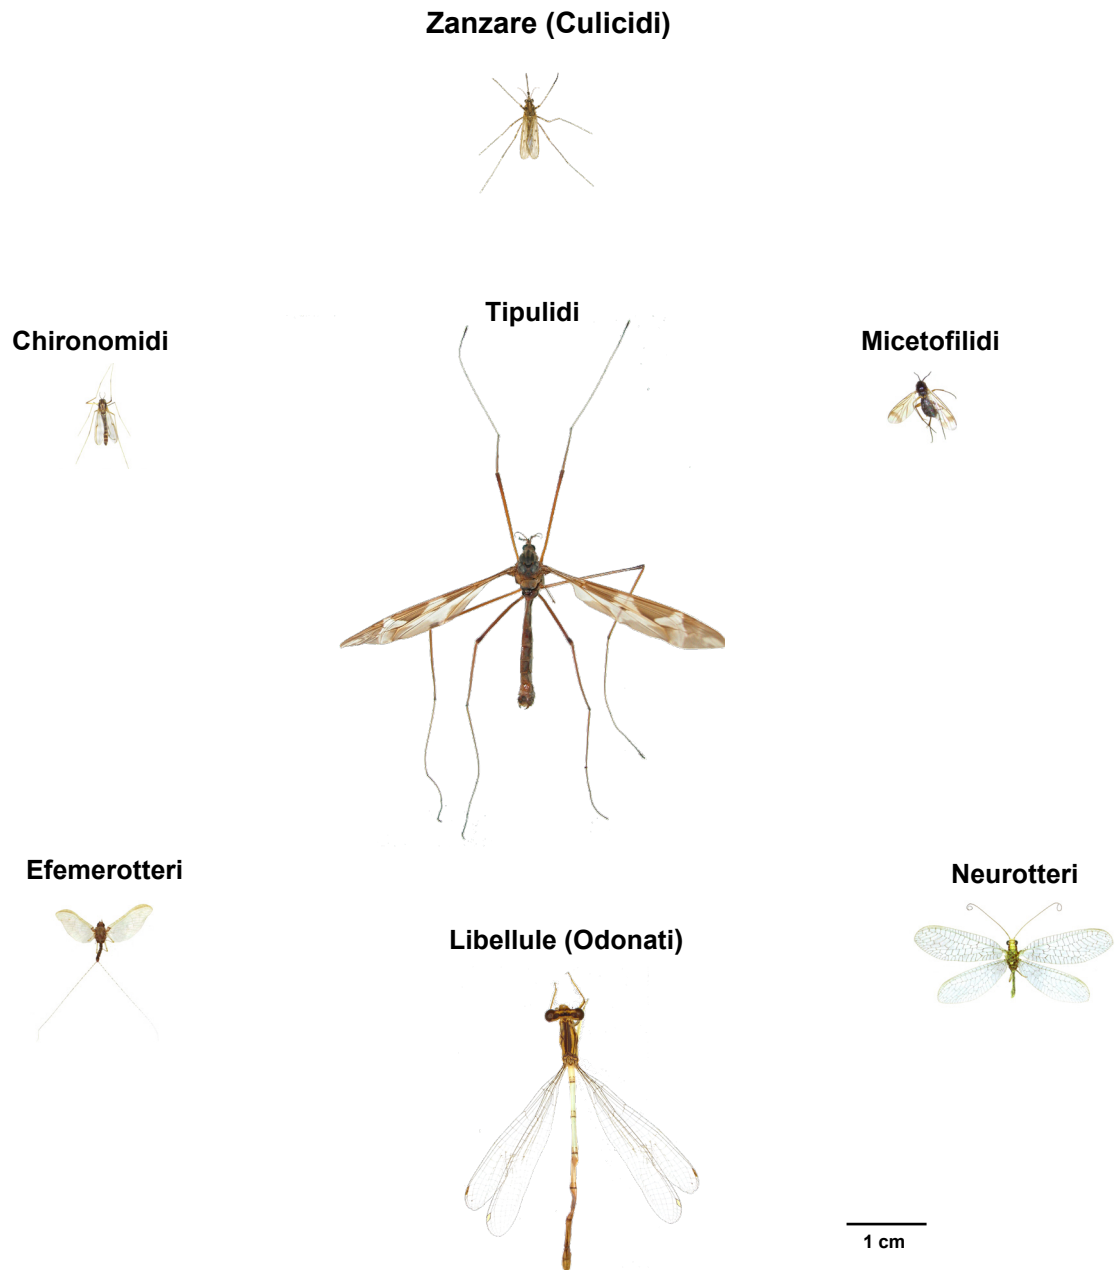 Zanzare (Culicidi)
Tipulidi
Chironomidi
Micetofilidi
Efemerotteri
Neurotteri
Libellule (Odonati)
1 cm